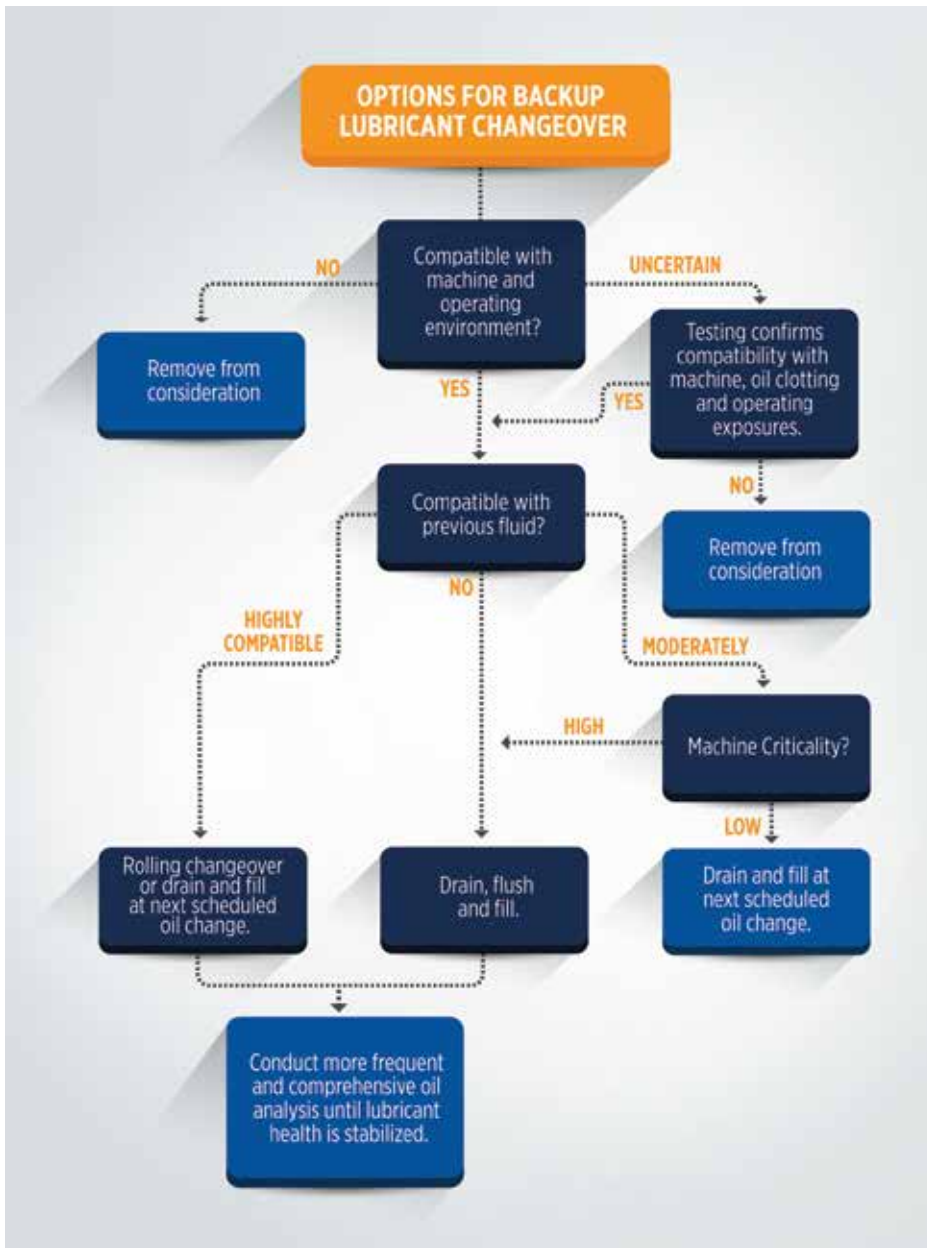 OPTIONS FOR BACKUP
LUBRICANT CHANGEOVER
Compatible with
machine and
operating
environment?
NO
UNCERTAIN
Remove from
consideration
YES
Testing confirms
compatibility with
machine, oil clotting
and operating
exposures.
YES
NO
Compatible with
previous fluid?
Remove from
consideration
NO
HIGHLY
COMPATIBLE
MODERATELY
HIGH
Machine Criticality?
LOW
Rolling changeover
or drain and fill
at next scheduled
oil change.
Drain, flush
and fill.
Drain and fill at
next scheduled
oil change.
Conduct more frequent
and comprehensive oil
analysis until lubricant
health is stabilized.